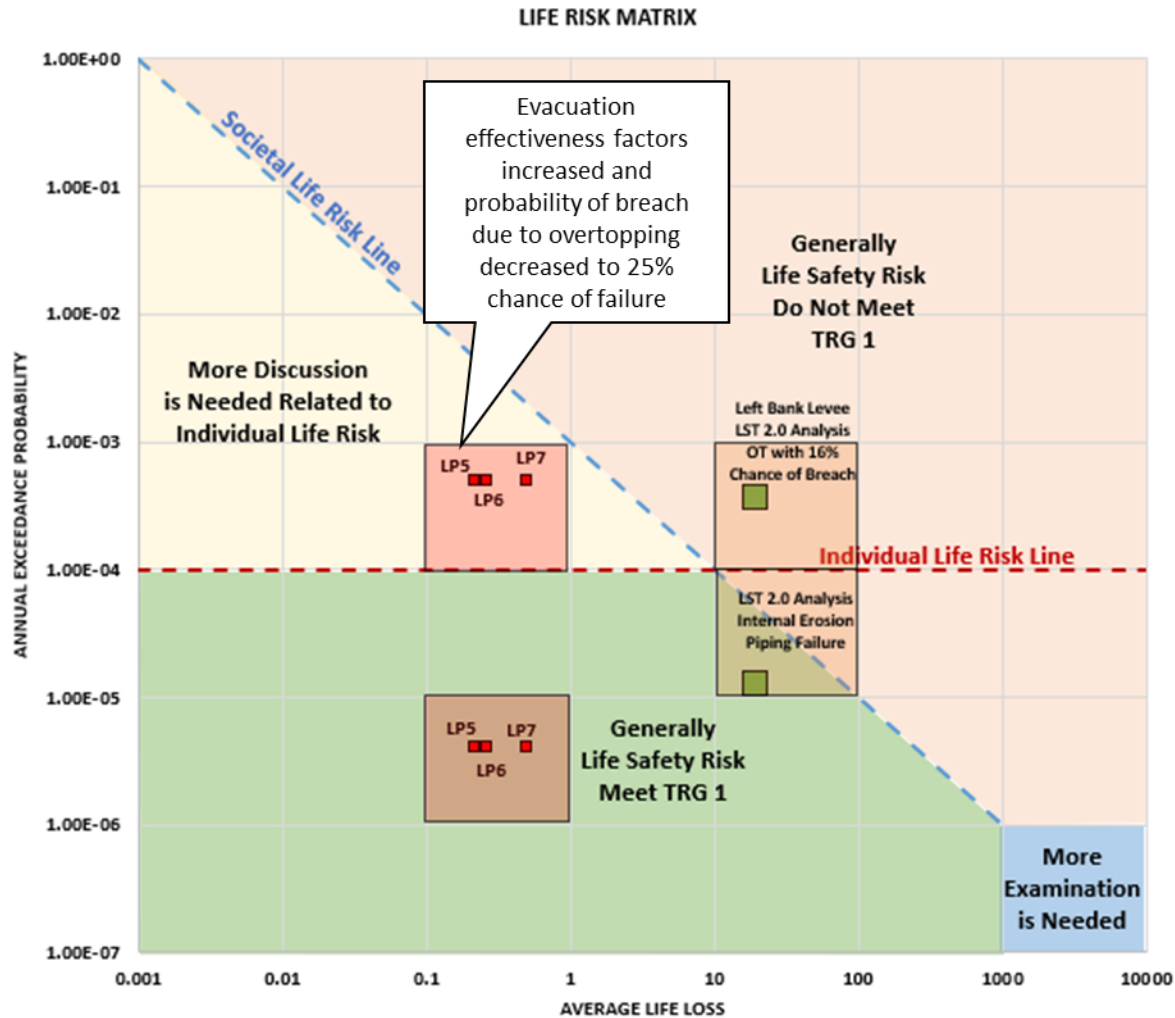 LIFE RISK MATRIX
1.00E+00
1.00E-01
1.00E-02
1.00E-03
1.00E-04
1.00E-05
1.00E-06
1.00E-07
ANNUAL EXCEEDANCE PROBABILITY
Societal Life Risk Line
Evacuation
effectiveness factors
increased and
probability of breach
due to overtopping
decreased to 25%
chance of failure
Generally
Life Safety Risk
Do Not Meet
TRG 1
More Discussion
is Needed Related to
Individual Life Risk
LP5
LP7
LP6
Left Bank Levee
LST 2.0 Analysis
OT with 16%
Chance of Breach
Individual Life Risk Line
LST 2.0 Analysis
Internal Erosion
Piping Failure
LP5
LP7
LP6
Generally
Life Safety Risk
Meet TRG 1
More
Examination
is Needed
0.001
0.01
0.1
1
10
100
1000
10000
AVERAGE LIFE LOSS